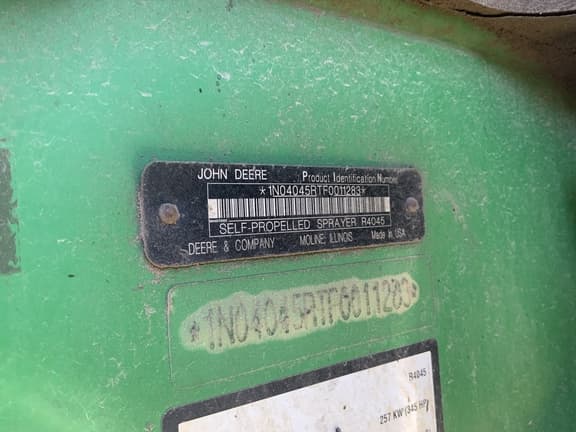 JOHN DEERE Product Identification Number
*1N04045RTF0011283*
SELF-PROPELLED SPRAYER R4045
DEERE & COMPANY MOLINE, ILLINOIS Made in USA
*1N04045RTF0011283*
R4045
257 KW (345 HP)